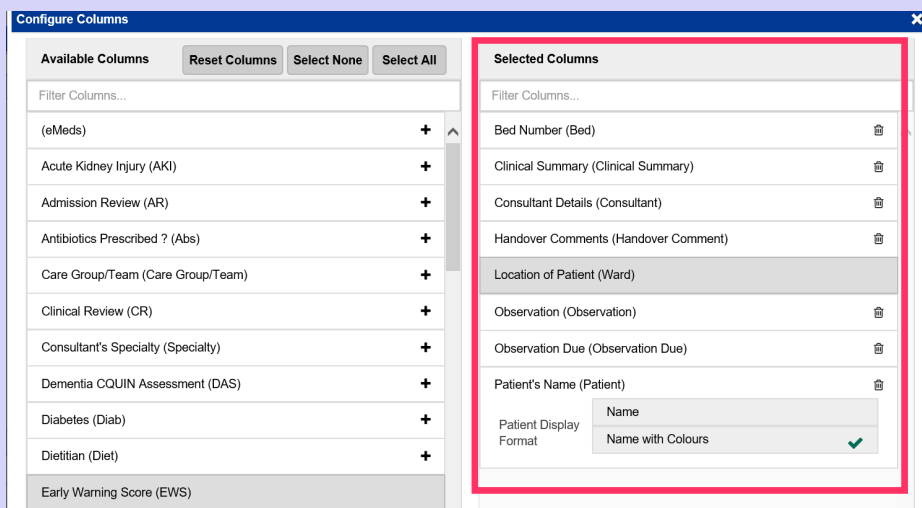 Configure Columns
Available Columns
Reset Columns
Select None
Select All
Filter Columns...
(eMeds)
Acute Kidney Injury (AKI)
Admission Review (AR)
Antibiotics Prescribed ? (Abs)
Care Group/Team (Care Group/Team)
Clinical Review (CR)
Consultant's Specialty (Specialty)
Dementia CQUIN Assessment (DAS)
Diabetes (Diab)
Dietitian (Diet)
Early Warning Score (EWS)
Selected Columns
Filter Columns...
Bed Number (Bed)
Clinical Summary (Clinical Summary)
Consultant Details (Consultant)
Handover Comments (Handover Comment)
Location of Patient (Ward)
Observation (Observation)
Observation Due (Observation Due)
Patient's Name (Patient)
Patient Display
Format
Name
Name with Colours